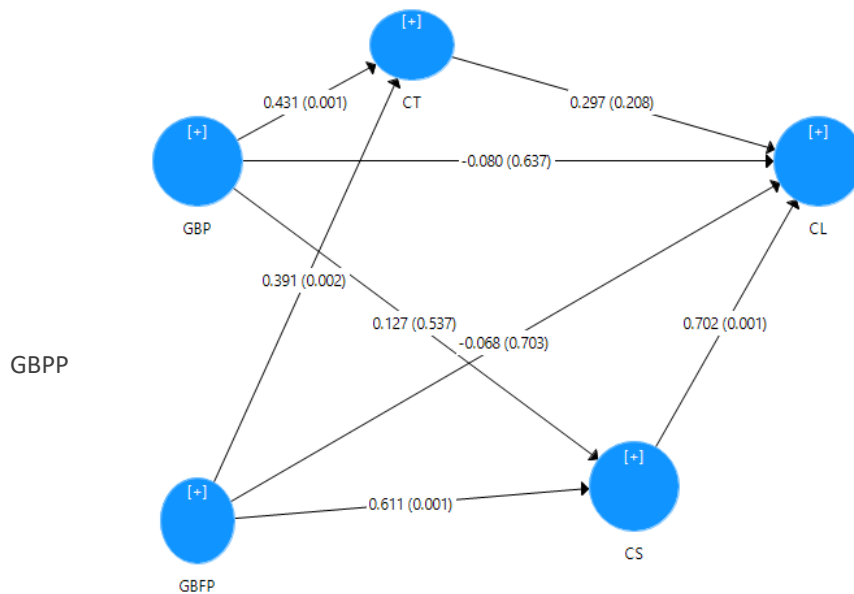 [+]
CT
0.431 (0.001)
0.297 (0.208)
[+]
GBP
[+]
CL
-0.080 (0.637)
0.391 (0.002)
0.127 (0.537)
-0.068 (0.703)
0.702 (0.001)
GBPP
[+]
CS
[+]
GBFP
0.611 (0.001)